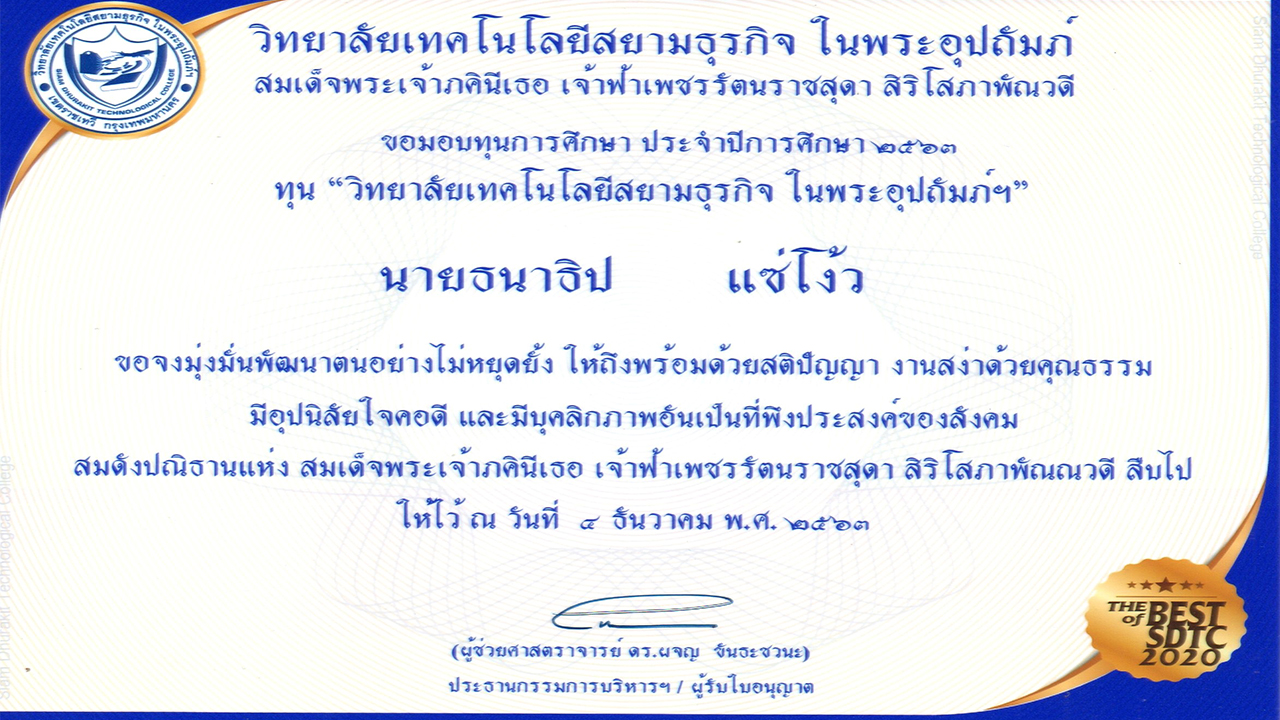 วิทยาลัยเทคโนโลยีสยามธุรกิจ ในพระอุปถัมภ์ฯ
SIAM DHURAKIT TECHNOLOGICAL COLLEGE
เขตราชเทวี กรุงเทพมหานคร
วิทยาลัยเทคโนโลยีสยามธุรกิจ ในพระอุปถัมภ์
สมเด็จพระเจ้าภคินีเธอ เจ้าฟ้าเพชรรัตนราชสุดา สิริโสภาพัณวดี
ขอมอบทุนการศึกษา ประจำปีการศึกษา ๒๕๖๓
ทุน “วิทยาลัยเทคโนโลยีสยามธุรกิจ ในพระอุปถัมภ์ฯ”
นายธนาธิป แซ่โง้ว
ขอจงมุ่งมั่นพัฒนาตนอย่างไม่หยุดยั้ง ให้ถึงพร้อมด้วยสติปัญญา งานสง่าด้วยคุณธรรม
มีอุปนิสัยใจคอดี และมีบุคลิกภาพอันเป็นที่พึงประสงค์ของสังคม
สมดังปณิธานแห่ง สมเด็จพระเจ้าภคินีเธอ เจ้าฟ้าเพชรรัตนราชสุดา สิริโสภาพัณณวดี สืบไป
ให้ไว้ ณ วันที่ ๔ ธันวาคม พ.ศ. ๒๕๖๓
(ผู้ช่วยศาสตราจารย์ ดร.ผจญ ขันธะชวนะ)
ประธานกรรมการบริหารฯ / ผู้รับใบอนุญาต
THE BEST
of SDTC
2020
Siam Dhurakit Technological College
Siam Dhurakit Technological College